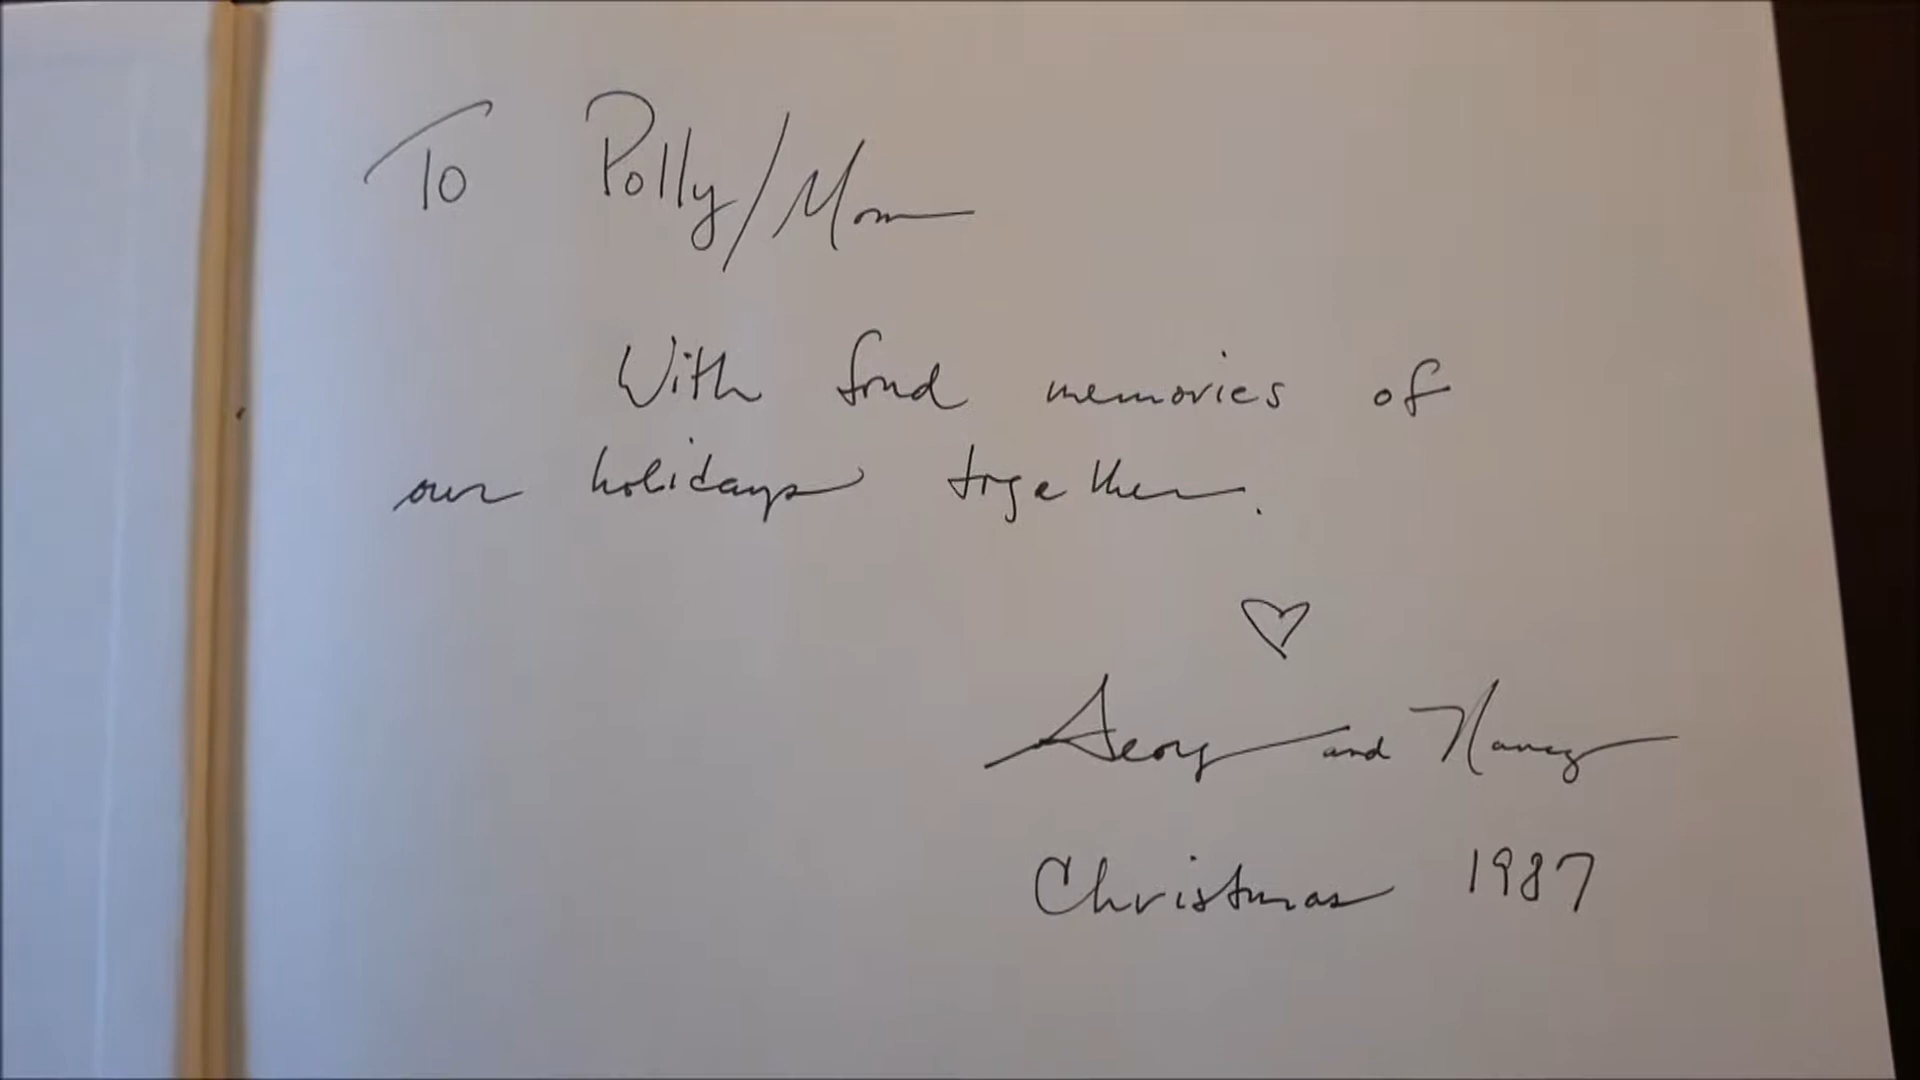 To Polly/Mom
With fond memories of
our holidays together.
♡
and Nancy
Christmas 1987